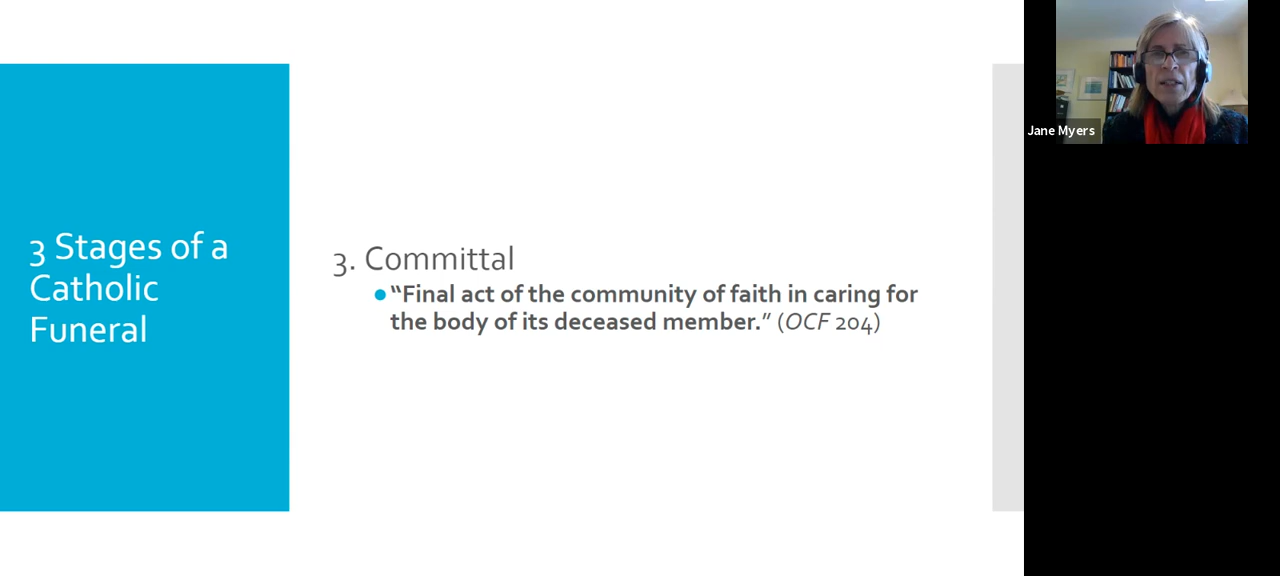 3 Stages of a
Catholic
Funeral
3. Committal
• “Final act of the community of faith in caring for
the body of its deceased member.” (OCF 204)
Jane Myers